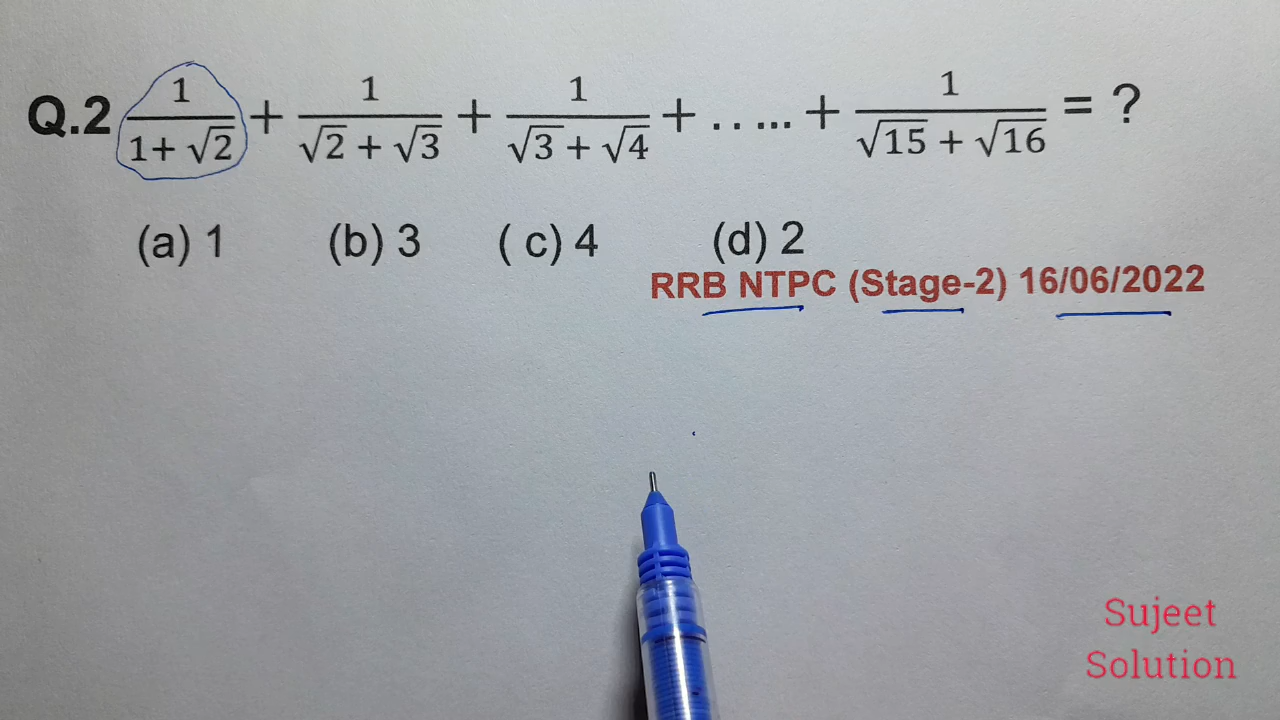 Q.2 1/(1+ √2) + 1/(√2 + √3) + 1/(√3 + √4) + ..... + 1/(√15 + √16) = ?
(a) 1 (b) 3 ( c) 4 (d) 2
RRB NTPC (Stage-2) 16/06/2022
Sujeet
Solution